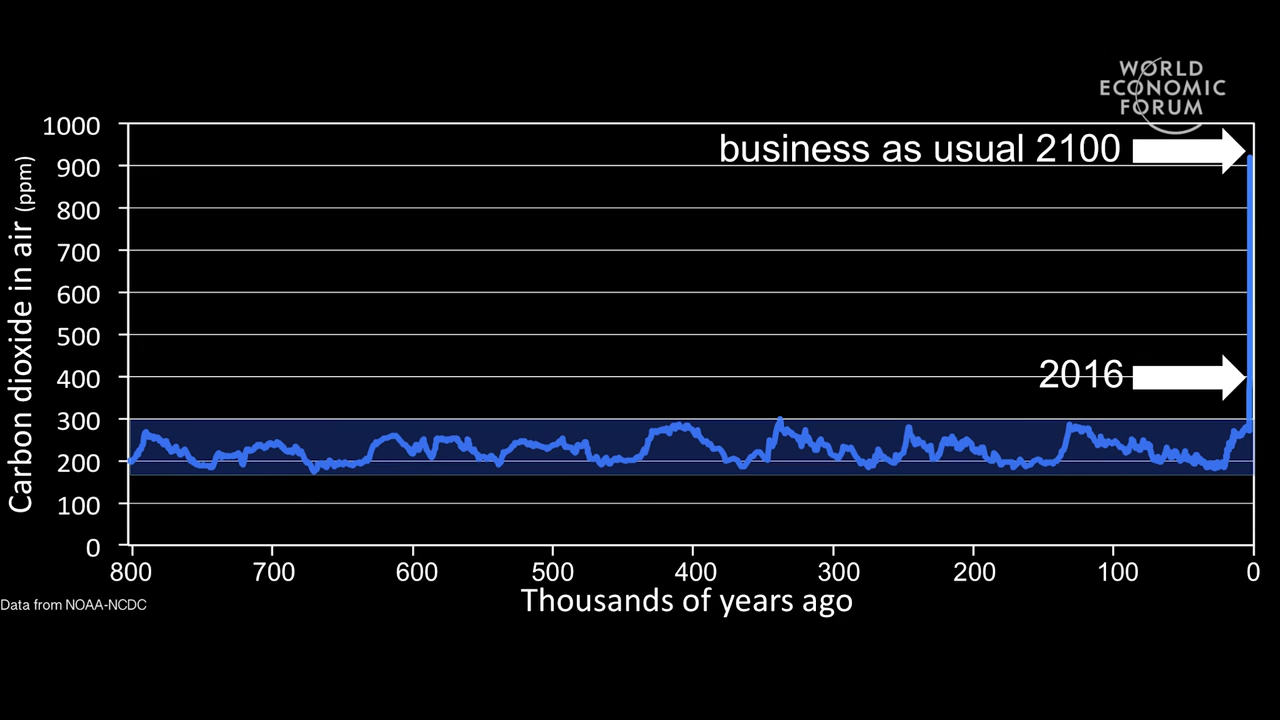 WORLD
ECONOMIC
FORUM
Carbon dioxide in air (ppm)
1000
900
800
700
600
500
400
300
200
100
0
business as usual 2100
2016
800 700 600 500 400 300 200 100 0
Thousands of years ago
Data from NOAA-NCDC